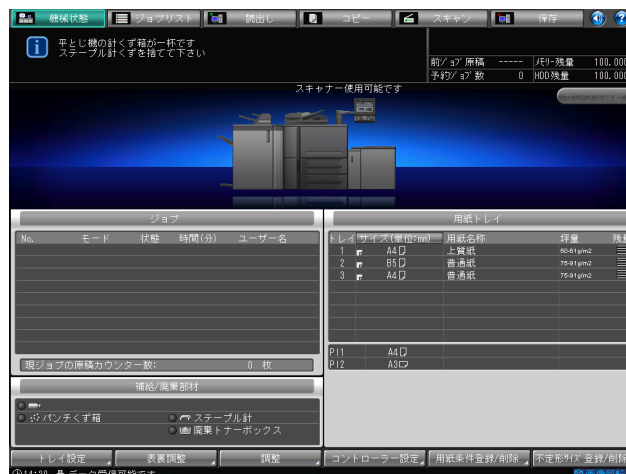 機械状態 ジョブリスト 読出し コピー スキャン 保存
平とじ機の針くず箱が一杯です
ステープル針くずを捨てて下さい
前ジョブ原稿 ----- メモリー残量 100.000
予約ジョブ数 0 HDD残量 100.000
スキャナー使用可能です
ジョブ
No. モード 状態 時間(分) ユーザー名
現ジョブの原稿カウンター数: 0 枚
補給/廃棄部材
パンチくず箱 ステープル針
廃棄トナーボックス
用紙トレイ
トレイ サイズ(単位:mm) 用紙名称 坪量 残量
1 A4 上質紙 50-61g/m2
2 B5 普通紙 75-91g/m2
3 A4 普通紙 75-91g/m2
PI1 A4
PI2 A3
トレイ設定 表裏調整 調整 コントローラー設定 用紙条件登録/削除 不定形サイズ登録/削除
14:30 データ受信可能です